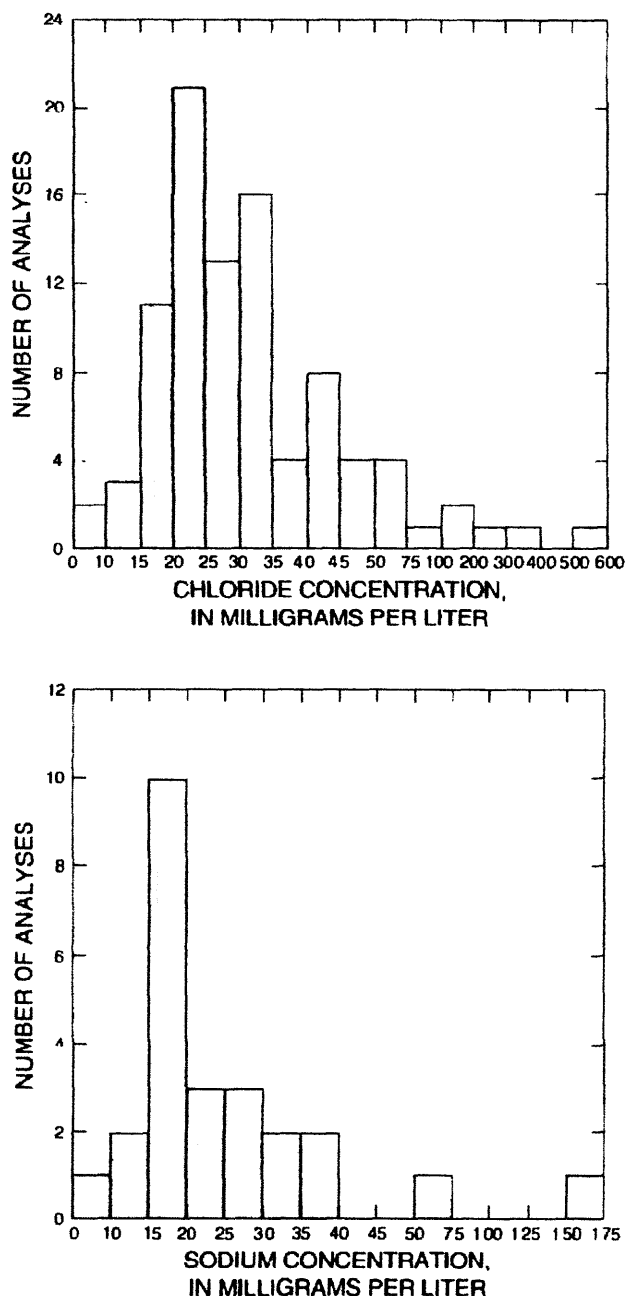 24
20
16
12
8
4
0
NUMBER OF ANALYSES
0 10 15 20 25 30 35 40 45 50 75 100 200 300 400 500 600
CHLORIDE CONCENTRATION,
IN MILLIGRAMS PER LITER
12
10
8
6
4
2
0
NUMBER OF ANALYSES
0 10 15 20 25 30 35 40 45 50 75 100 125 150 175
SODIUM CONCENTRATION,
IN MILLIGRAMS PER LITER